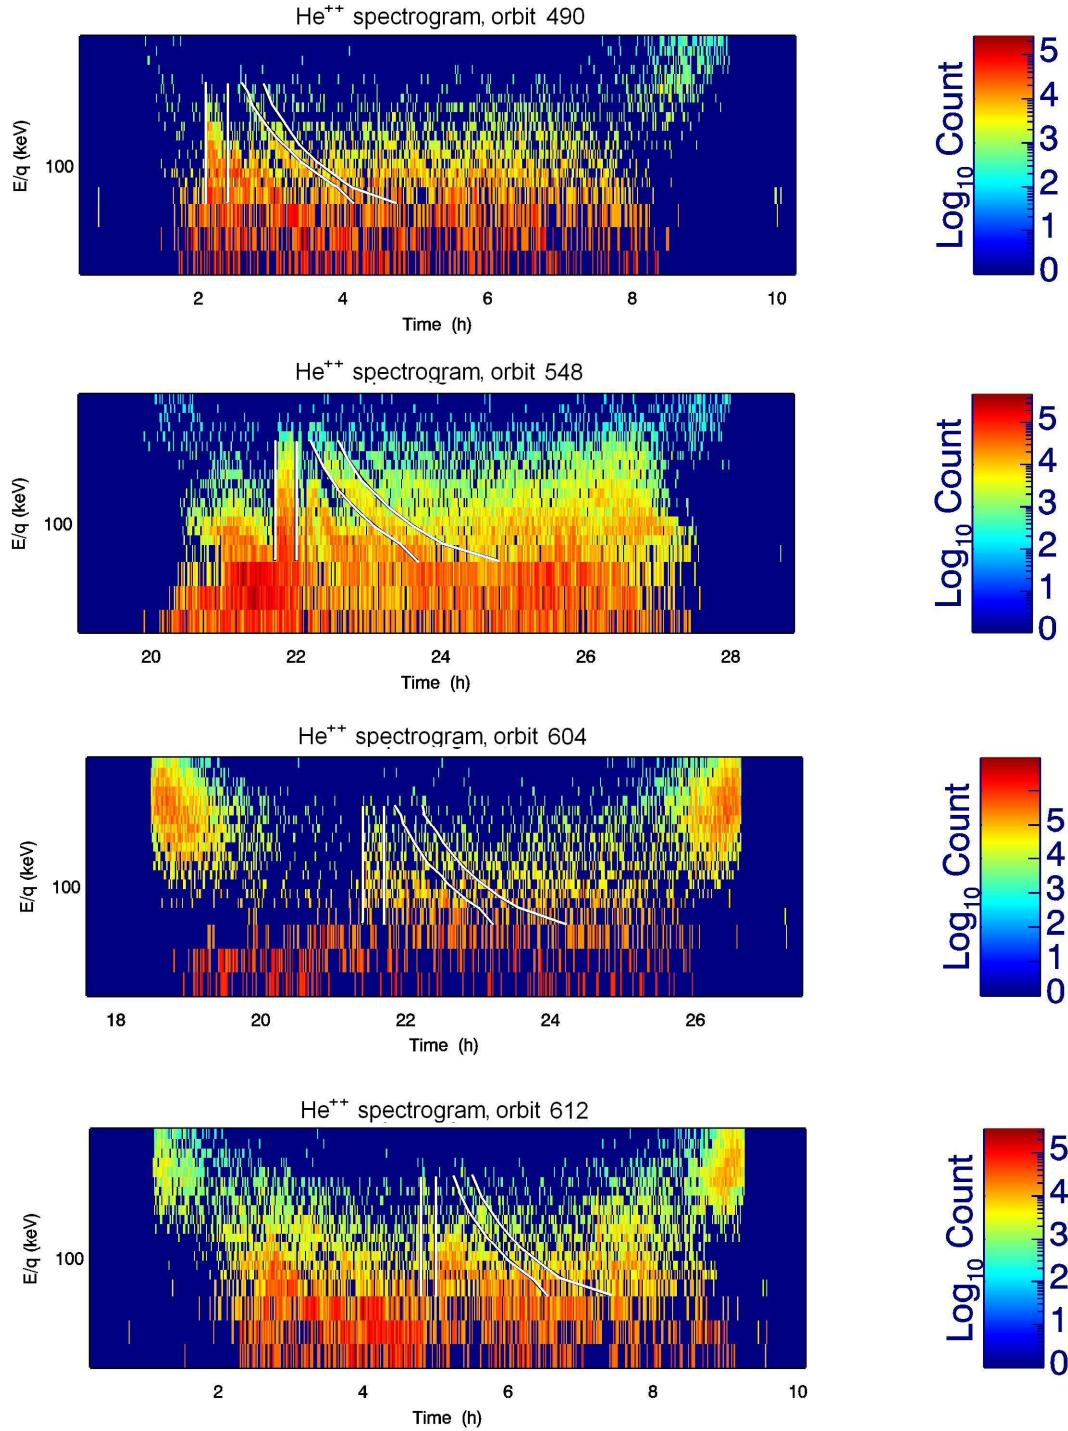 He++ spectrogram, orbit 490
E/q (keV)
100
2 4 6 8 10
Time (h)
Log10 Count
5
4
3
2
1
0
He++ spectrogram, orbit 548
E/q (keV)
100
20 22 24 26 28
Time (h)
Log10 Count
5
4
3
2
1
0
He++ spectrogram, orbit 604
E/q (keV)
100
18 20 22 24 26
Time (h)
Log10 Count
5
4
3
2
1
0
He++ spectrogram, orbit 612
E/q (keV)
100
2 4 6 8 10
Time (h)
Log10 Count
5
4
3
2
1
0